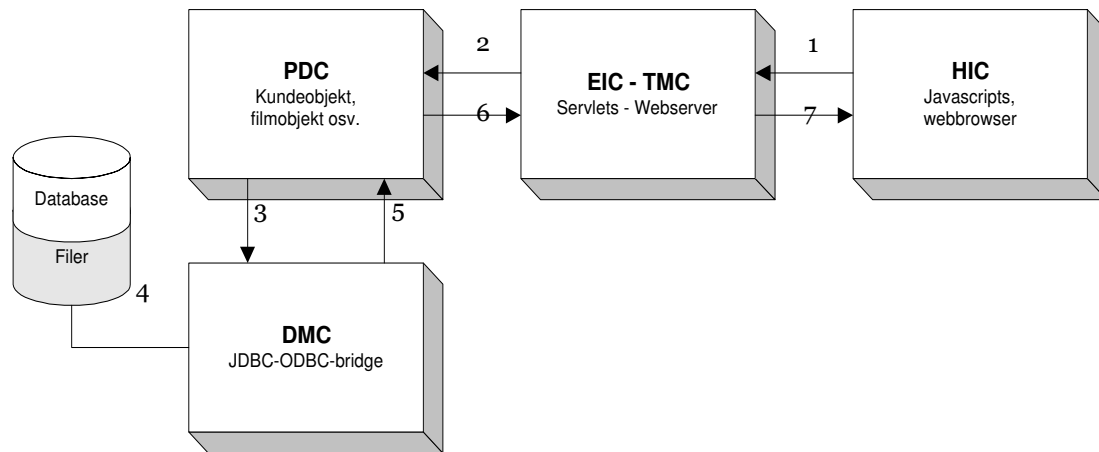 PDC
Kundeobjekt,
filmobjekt osv.
2
6
EIC - TMC
Servlets - Webserver
1
7
HIC
Javascripts,
webbrowser
Database
Filer
4
3
5
DMC
JDBC-ODBC-bridge